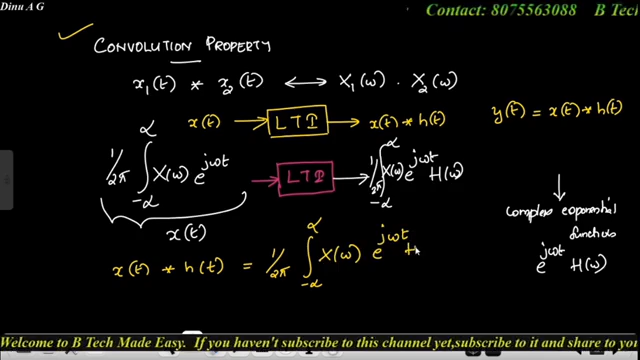 Dinu A G
Contact: 8075563088 B Tech
CONVOLUTION PROPERTY
x₁(t) * x₂(t) ⟷ X₁(ω) . X₂(ω)
x(t) → LTI → x(t) * h(t)
y(t) = x(t) * h(t)
1/2π ∫_{-α}^{α} X(ω) e^{jωt} → LTI → 1/2π ∫_{-α}^{α} X(ω) e^{jωt} H(ω)
x(t)
↓
complex exponential
functions
e^{jωt} H(ω)
x(t) * h(t) = 1/2π ∫_{-α}^{α} X(ω) e^{jωt}
Welcome to B Tech Made Easy. If you haven't subscribe to this channel yet,subscribe to it and share to you